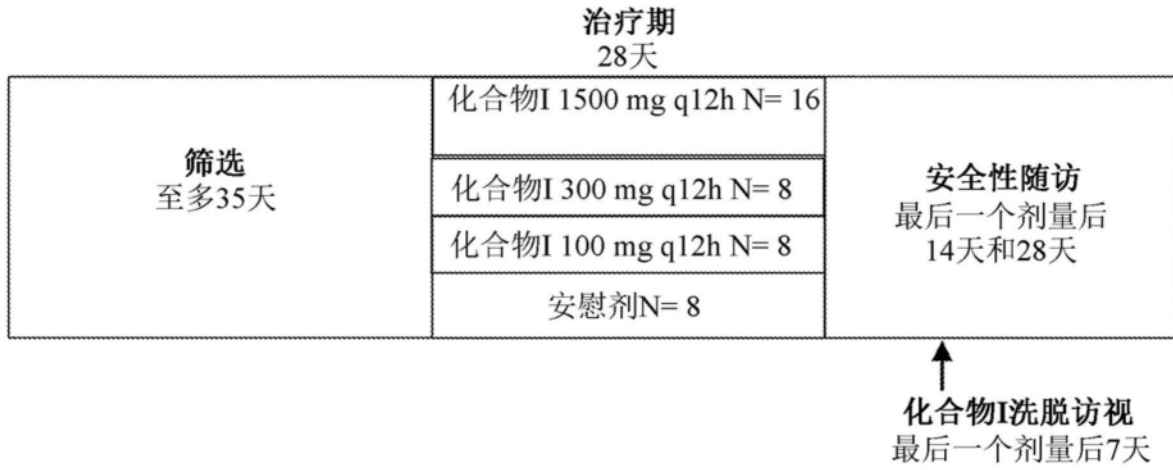 治疗期
28天
筛选
至多35天
化合物I 1500 mg q12h N= 16
化合物I 300 mg q12h N= 8
化合物I 100 mg q12h N= 8
安慰剂N= 8
安全性随访
最后一个剂量后
14天和28天
化合物I洗脱访视
最后一个剂量后7天